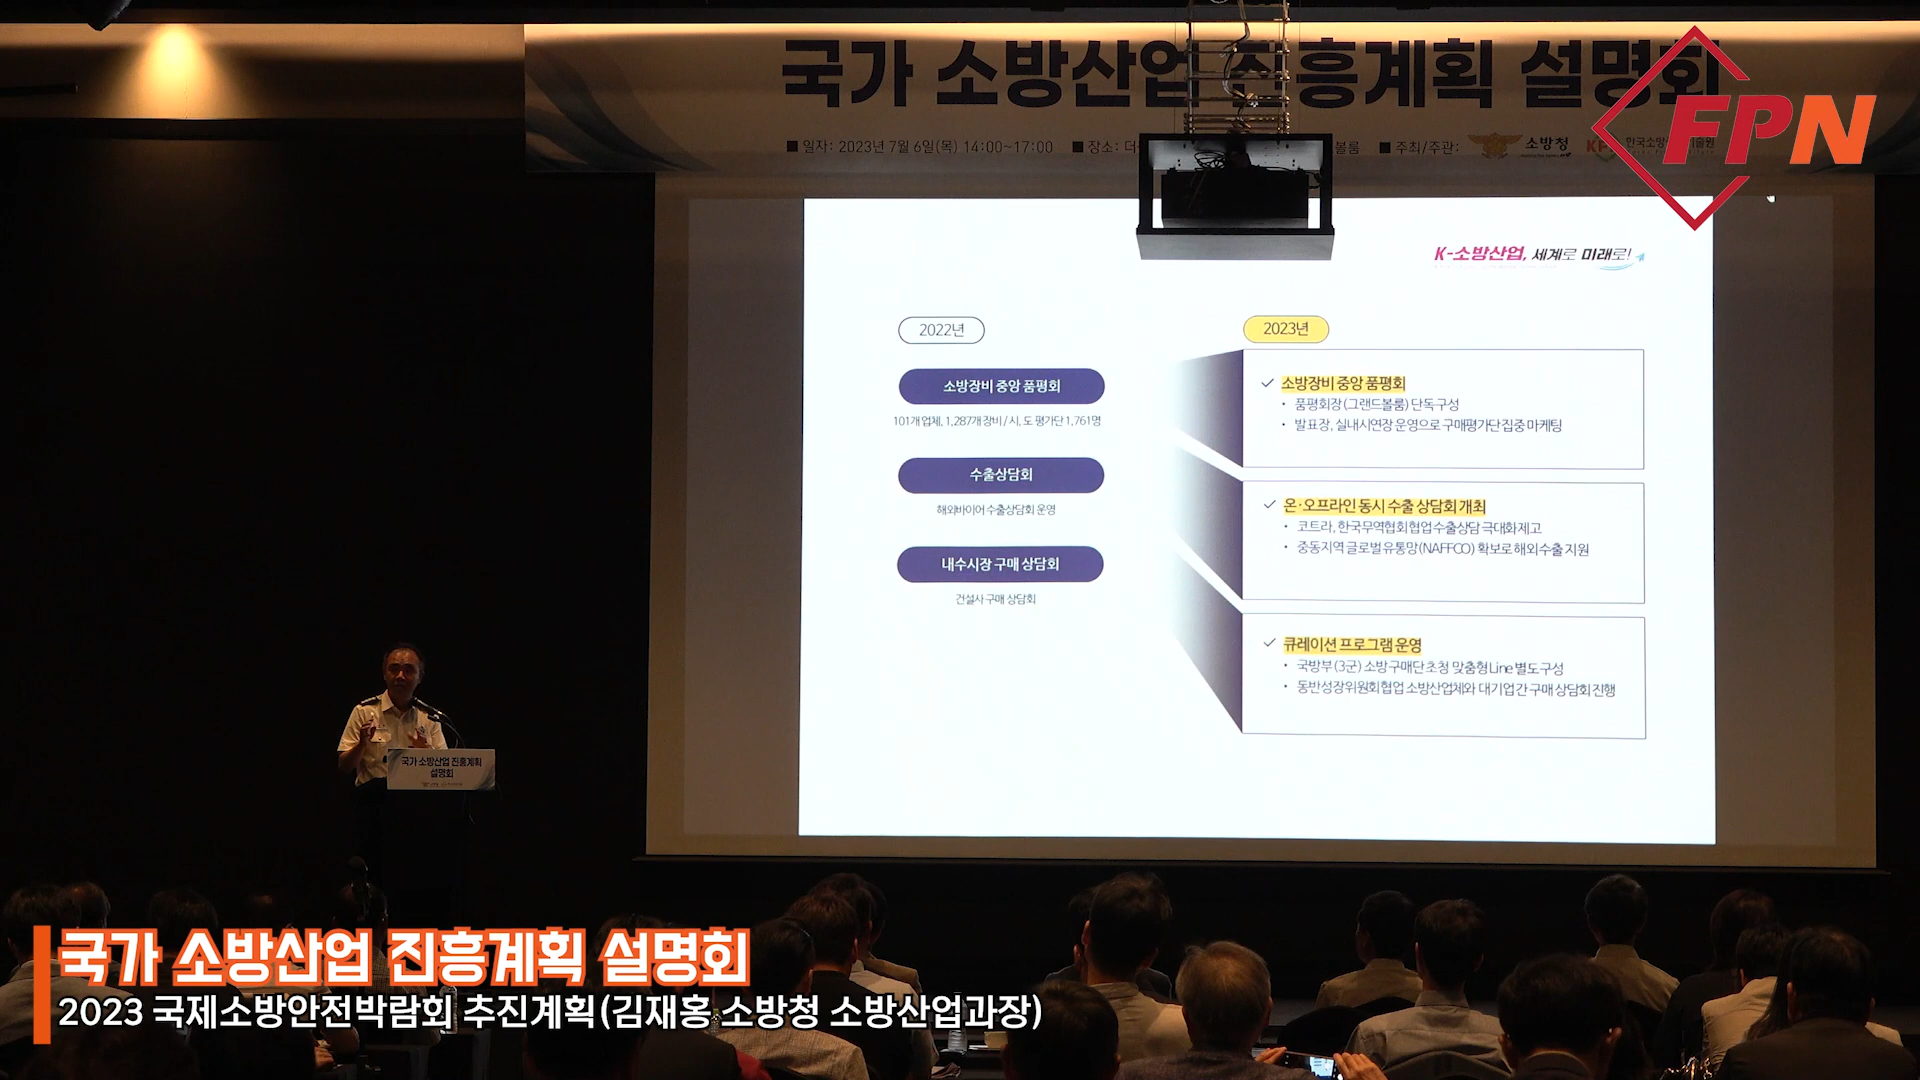 국가 소방산업 진흥계획 설명회
FPN
■ 일자: 2023년 7월 6일(목) 14:00~17:00 ■ 장소: 볼룸 ■ 주최/주관: 소방청
K-소방산업, 세계로 미래로!
2022년
소방장비 중앙 품평회
101개 업체, 1,287개 장비 / 시, 도 평가단 1,761명
수출상담회
해외바이어 수출상담회 운영
내수시장 구매 상담회
건설사 구매 상담회
2023년
✓ 소방장비 중앙 품평회
· 품평회장(그랜드볼룸) 단독구성
· 발표장, 실내시연장 운영으로 구매평가단 집중 마케팅
✓ 온·오프라인 동시 수출 상담회 개최
· 코트라, 한국무역협회 협업 수출상담 극대화 제고
· 중동지역 글로벌 유통망(NAFFCO) 확보로 해외수출 지원
✓ 큐레이션 프로그램 운영
· 국방부(3군) 소방구매단 초청 맞춤형 Line 별도구성
· 동반성장위원회 협업 소방산업체와 대기업간 구매 상담회 진행
국가 소방산업 진흥계획
설명회
국가 소방산업 진흥계획 설명회
2023 국제소방안전박람회 추진계획(김재홍 소방청 소방산업과장)